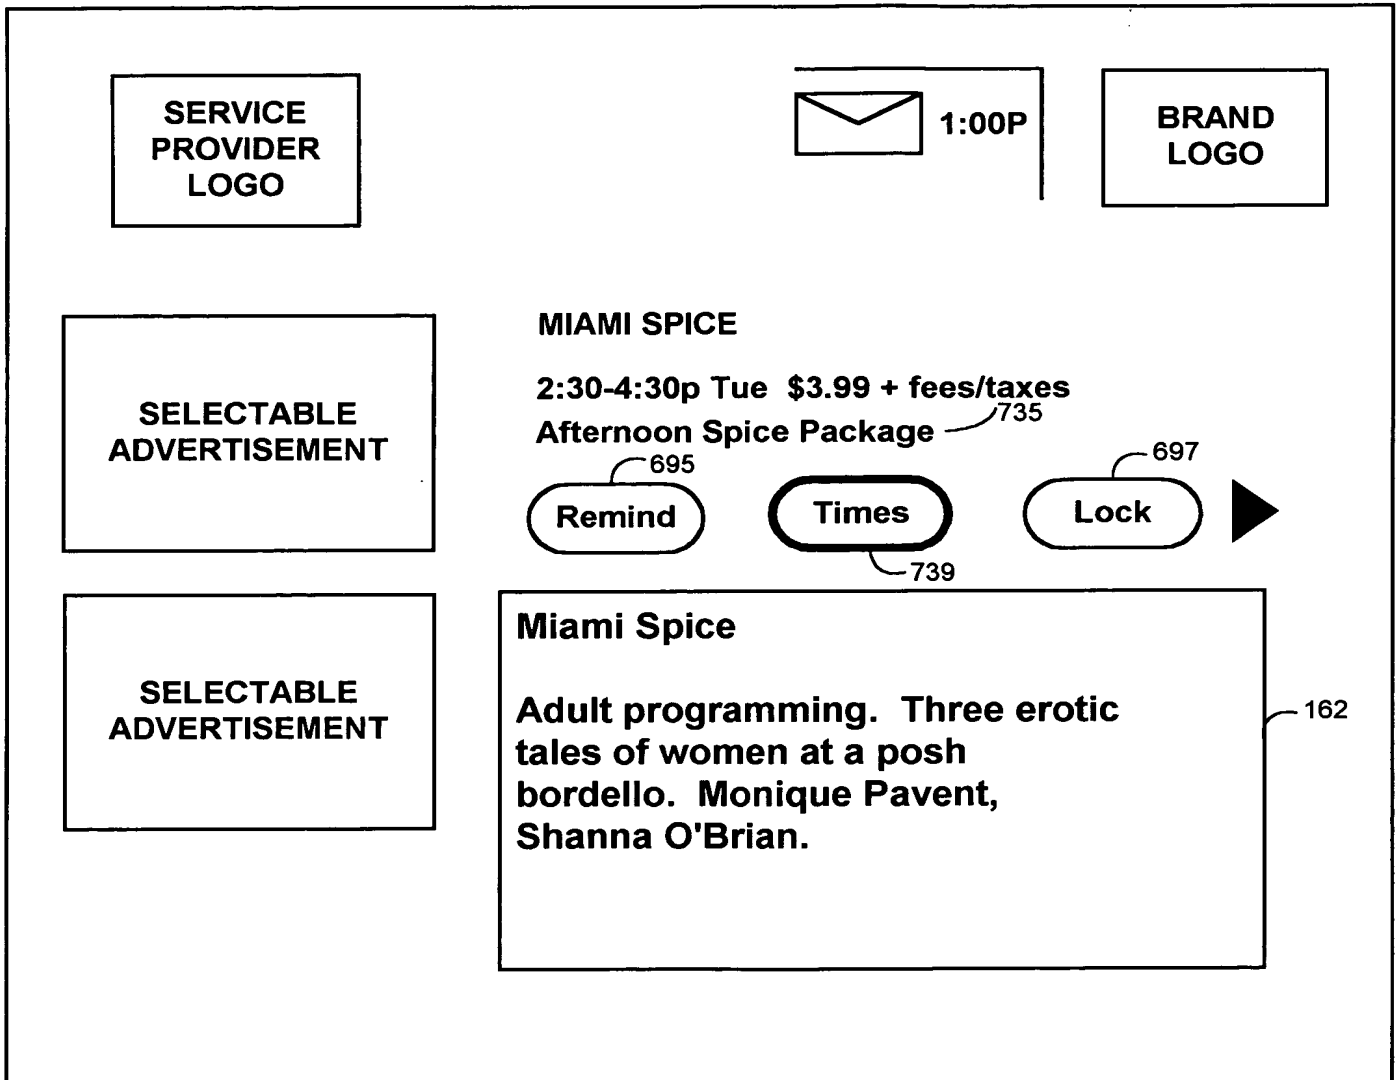 SERVICE
PROVIDER
LOGO
1:00P
BRAND
LOGO
SELECTABLE
ADVERTISEMENT
MIAMI SPICE
2:30-4:30p Tue $3.99 + fees/taxes
Afternoon Spice Package
735
695
697
Remind
Times
Lock
739
SELECTABLE
ADVERTISEMENT
Miami Spice
Adult programming. Three erotic
tales of women at a posh
bordello. Monique Pavent,
Shanna O'Brian.
162